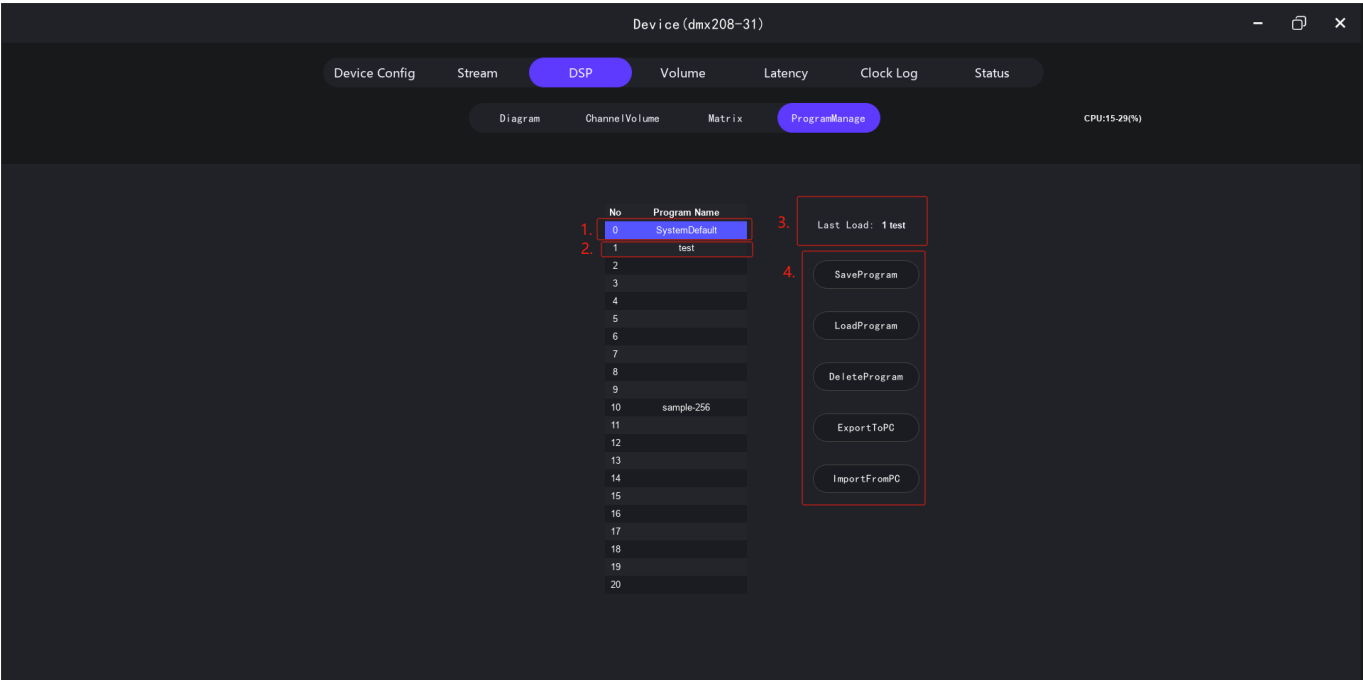 Device(dmx208-31)
Device Config Stream DSP Volume Latency Clock Log Status
Diagram ChannelVolume Matrix ProgramManage CPU:15-29(%)
No Program Name
1. 0 SystemDefault
2. 1 test
2
3
4
5
6
7
8
9
10 sample-256
11
12
13
14
15
16
17
18
19
20
3. Last Load: 1 test
4. SaveProgram
LoadProgram
DeleteProgram
ExportToPC
ImportFromPC